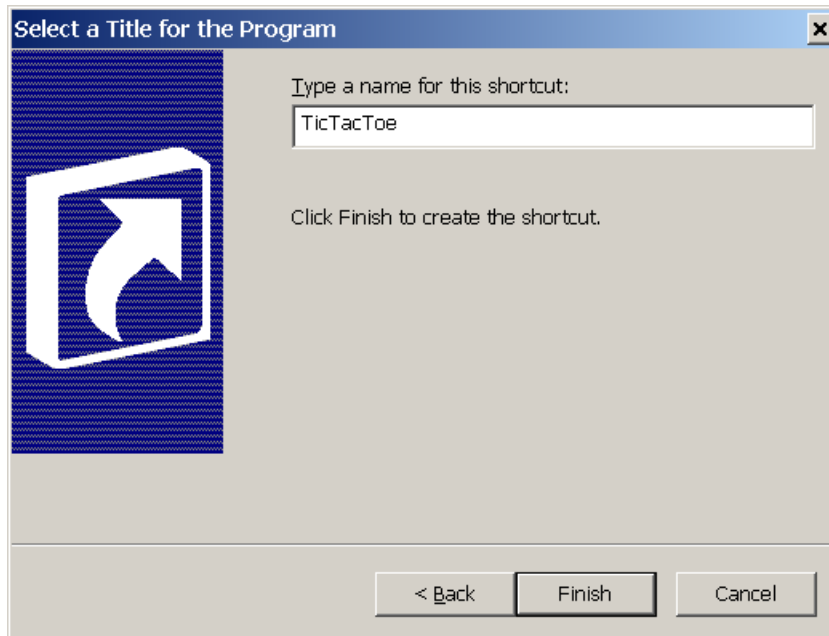 Select a Title for the Program
Type a name for this shortcut:
TicTacToe
Click Finish to create the shortcut.
< Back
Finish
Cancel